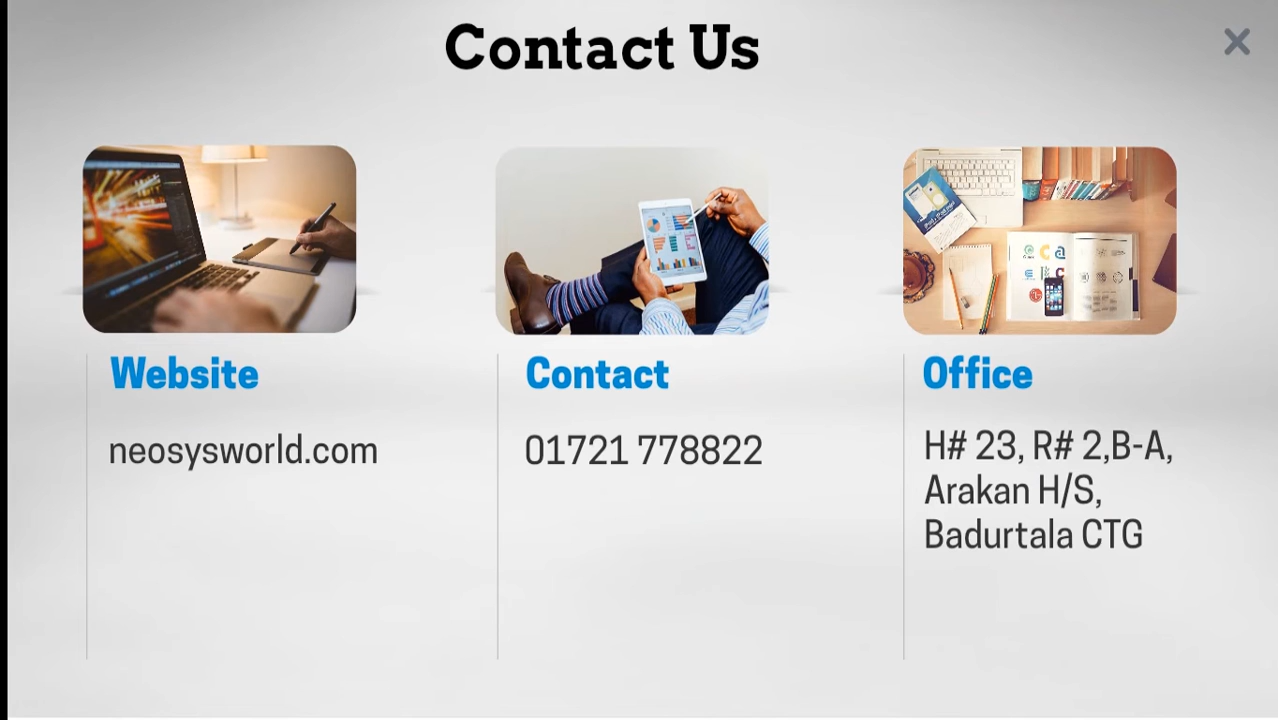 Contact Us
Website
neosysworld.com
Contact
01721 778822
Office
H# 23, R# 2,B-A,
Arakan H/S,
Badurtala CTG